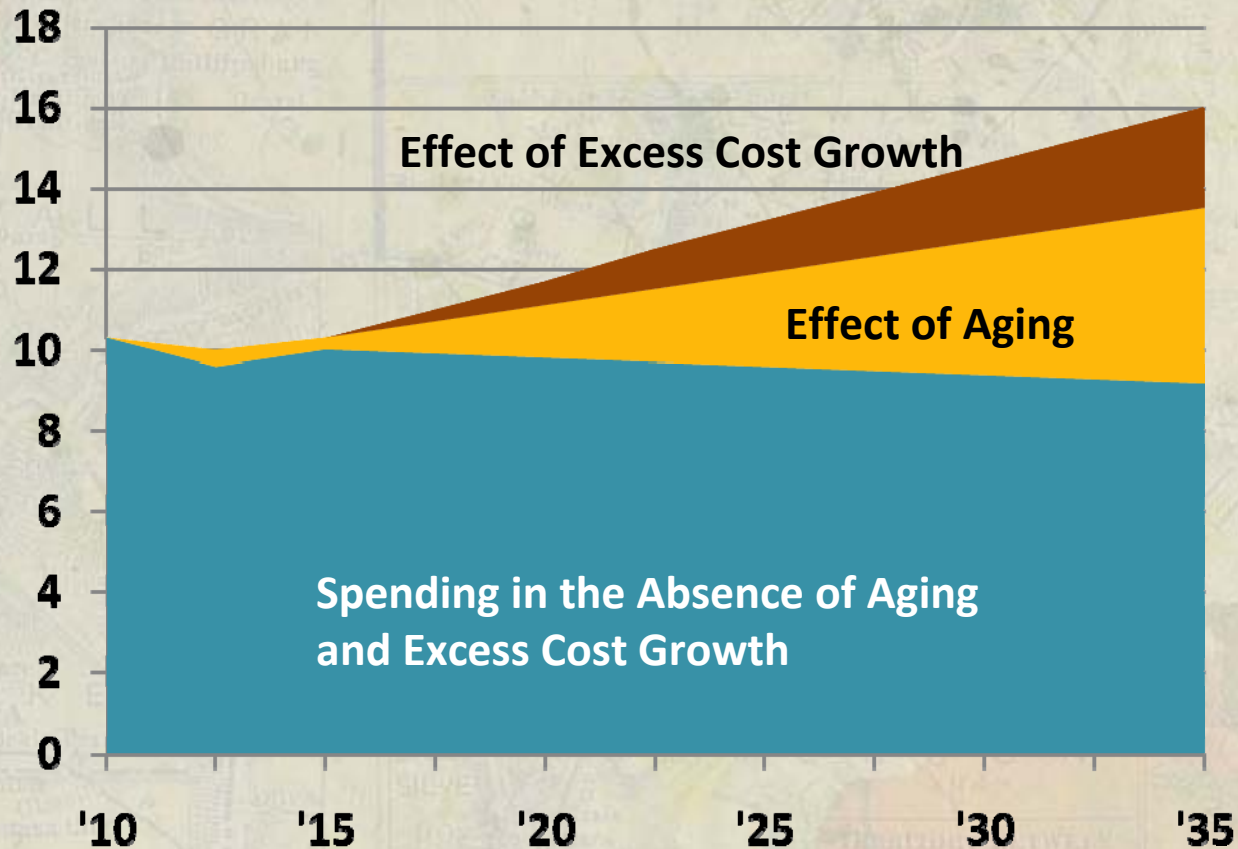 18
16
Effect of Excess Cost Growth
14
12
Effect of Aging
10
8
6
4
Spending in the Absence of Aging
and Excess Cost Growth
2
0
'10 '15 '20 '25 '30 '35